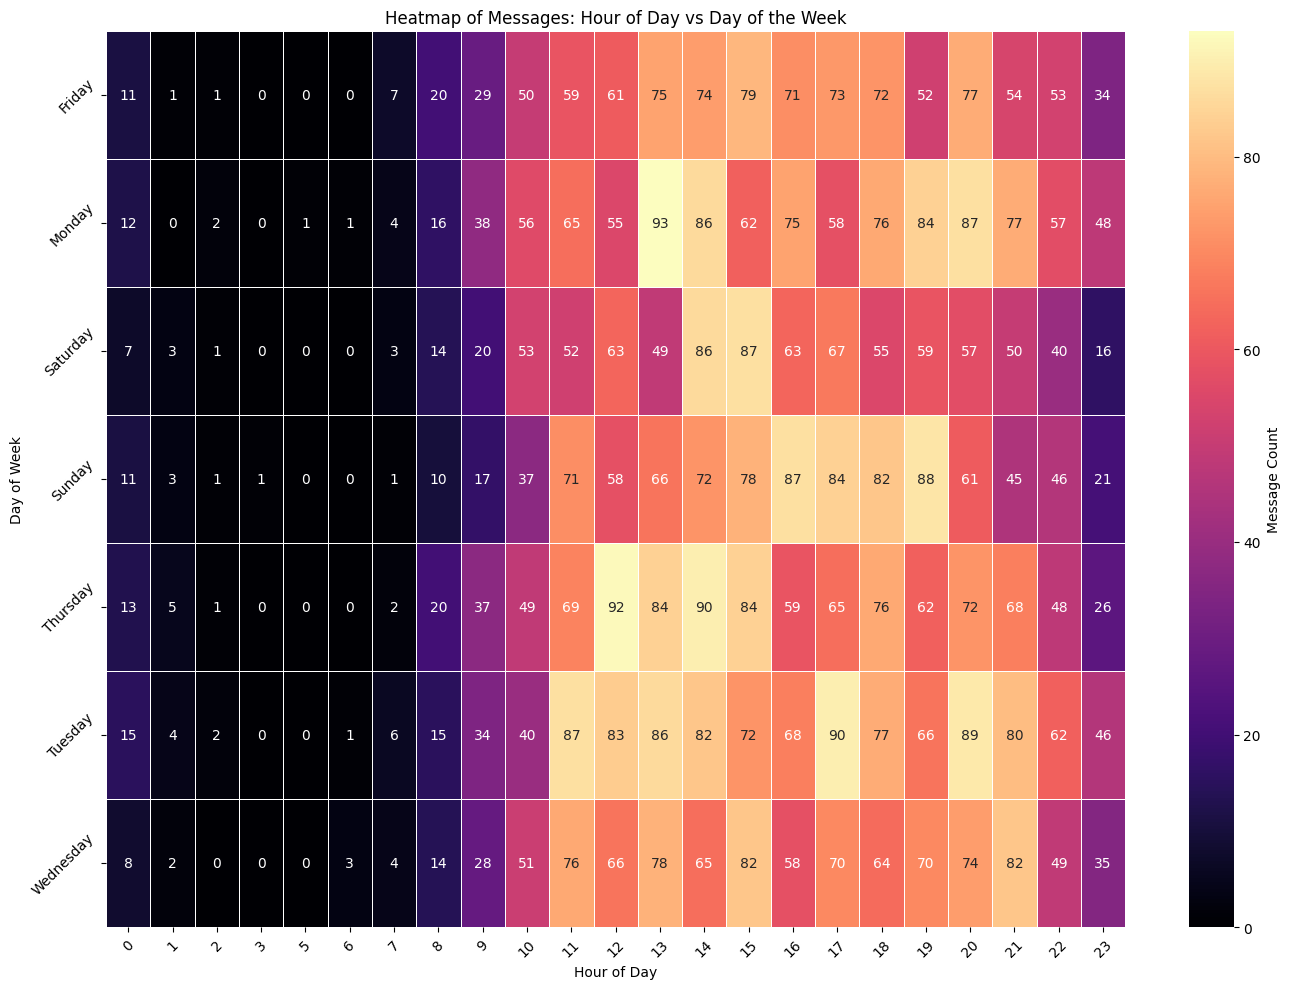 Heatmap of Messages: Hour of Day vs Day of the Week
Friday 11 1 1 0 0 0 7 20 29 50 59 61 75 74 79 71 73 72 52 77 54 53 34
Monday 12 0 2 0 1 1 4 16 38 56 65 55 93 86 62 75 58 76 84 87 77 57 48
Saturday 7 3 1 0 0 0 3 14 20 53 52 63 49 86 87 63 67 55 59 57 50 40 16
Sunday 11 3 1 1 0 0 1 10 17 37 71 58 66 72 78 87 84 82 88 61 45 46 21
Thursday 13 5 1 0 0 0 2 20 37 49 69 92 84 90 84 59 65 76 62 72 68 48 26
Tuesday 15 4 2 0 0 1 6 15 34 40 87 83 86 82 72 68 90 77 66 89 80 62 46
Wednesday 8 2 0 0 0 3 4 14 28 51 76 66 78 65 82 58 70 64 70 74 82 49 35
0 1 2 3 5 6 7 8 9 10 11 12 13 14 15 16 17 18 19 20 21 22 23
Hour of Day
Day of Week
80
60
40
20
0
Message Count